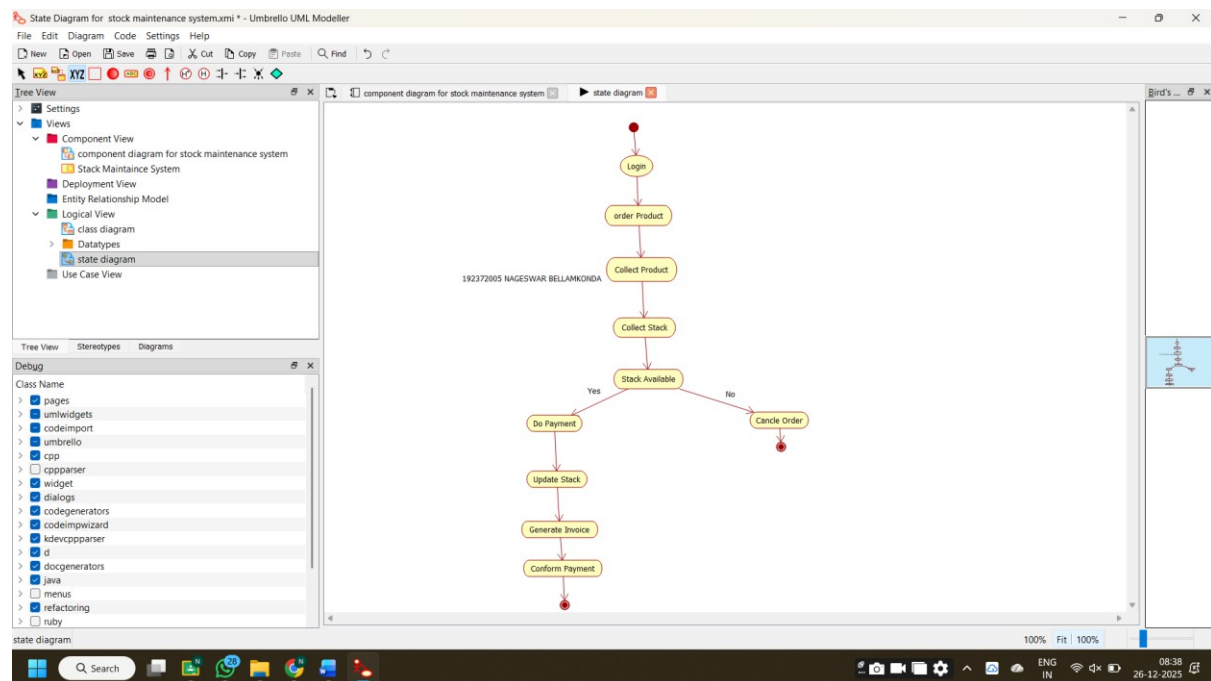 State Diagram for stock maintenance system.xmi * - Umbrello UML Modeller
File Edit Diagram Code Settings Help
New Open Save Cut Copy Paste Find
XYZ XYZ
ABC H* H
Tree View
Settings
Views
Component View
component diagram for stock maintenance system
Stack Maintaince System
Deployment View
Entity Relationship Model
Logical View
class diagram
Datatypes
state diagram
Use Case View
Tree View Stereotypes Diagrams
Debug
Class Name
pages
umlwidgets
codeimport
umbrello
cpp
cppparser
widget
dialogs
codegenerators
codeimpwizard
kdevcppparser
d
docgenerators
java
menus
refactoring
ruby
component diagram for stock maintenance system state diagram
Login
order Product
Collect Product
192372005 NAGESWAR BELLAMKONDA
Collect Stack
Stack Available
Yes
No
Do Payment
Cancle Order
Update Stack
Generate Invoice
Conform Payment
Bird's ...
state diagram
100% Fit 100%
Search
28
ENG
IN
08:38
26-12-2025